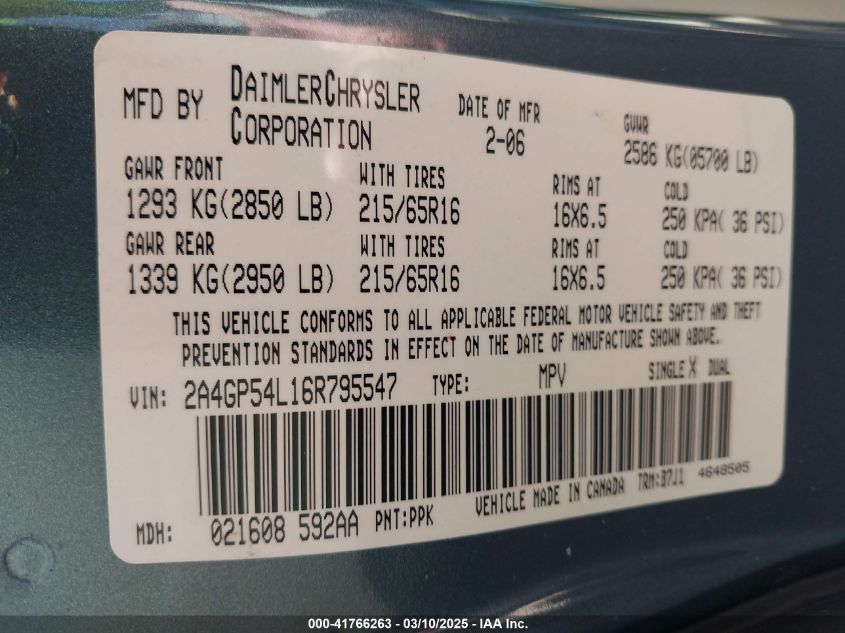 MFD BY DAIMLERCHRYSLER CORPORATION DATE OF MFR 2-06 GVWR 2586 KG(05700 LB)
GAWR FRONT WITH TIRES RIMS AT COLD
1293 KG(2850 LB) 215/65R16 16X6.5 250 KPA( 36 PSI)
GAWR REAR WITH TIRES RIMS AT COLD
1339 KG(2950 LB) 215/65R16 16X6.5 250 KPA( 36 PSI)
THIS VEHICLE CONFORMS TO ALL APPLICABLE FEDERAL MOTOR VEHICLE SAFETY AND THEFT
PREVENTION STANDARDS IN EFFECT ON THE DATE OF MANUFACTURE SHOWN ABOVE.
VIN: 2A4GP54L16R795547 TYPE: MPV SINGLE X DUAL
MDH: 021608 592AA PNT:PPK VEHICLE MADE IN CANADA TRM:B7J1 4648505
000-41766263 - 03/10/2025 - IAA Inc.